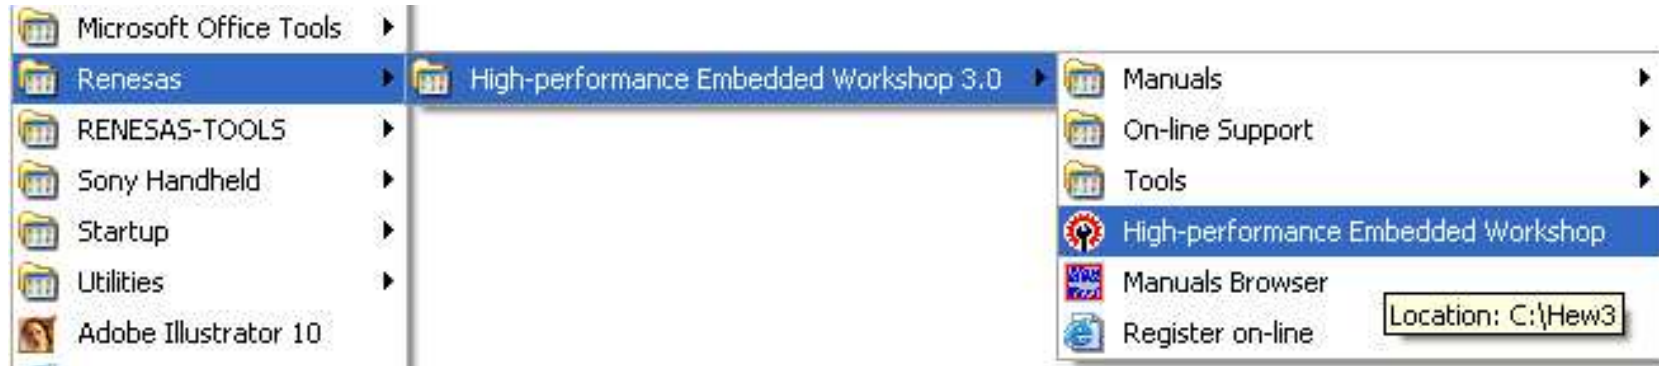 Microsoft Office Tools
Renesas
RENESAS-TOOLS
Sony Handheld
Startup
Utilities
Adobe Illustrator 10
High-performance Embedded Workshop 3.0
Manuals
On-line Support
Tools
High-performance Embedded Workshop
Manuals Browser
Register on-line
Location: C:\Hew3